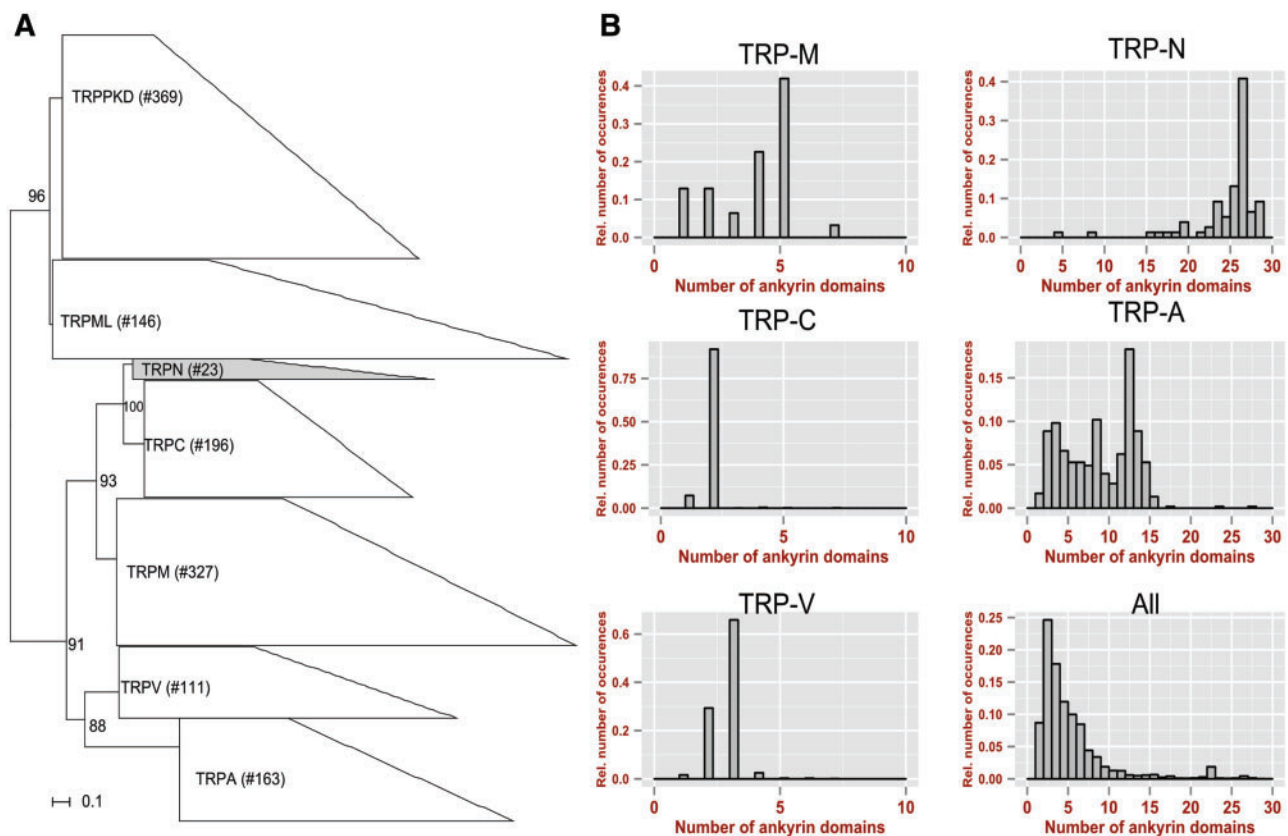 A
TRPPKD (#369)
96
TRPML (#146)
TRPN (#23)
100
TRPC (#196)
93
TRPM (#327)
91
TRPV (#111)
88
TRPA (#163)
0.1
B
TRP-M
Rel. number of occurences
0.4
0.3
0.2
0.1
0.0
0 5 10
Number of ankyrin domains
TRP-N
Rel. number of occurences
0.4
0.3
0.2
0.1
0.0
0 5 10 15 20 25 30
Number of ankyrin domains
TRP-C
Rel. number of occurences
0.75
0.50
0.25
0.00
0 5 10
Number of ankyrin domains
TRP-A
Rel. number of occurences
0.15
0.10
0.05
0.00
0 5 10 15 20 25 30
Number of ankyrin domains
TRP-V
Rel. number of occurences
0.6
0.4
0.2
0.0
0 5 10
Number of ankyrin domains
All
Rel. number of occurences
0.25
0.20
0.15
0.10
0.05
0.00
0 5 10 15 20 25 30
Number of ankyrin domains